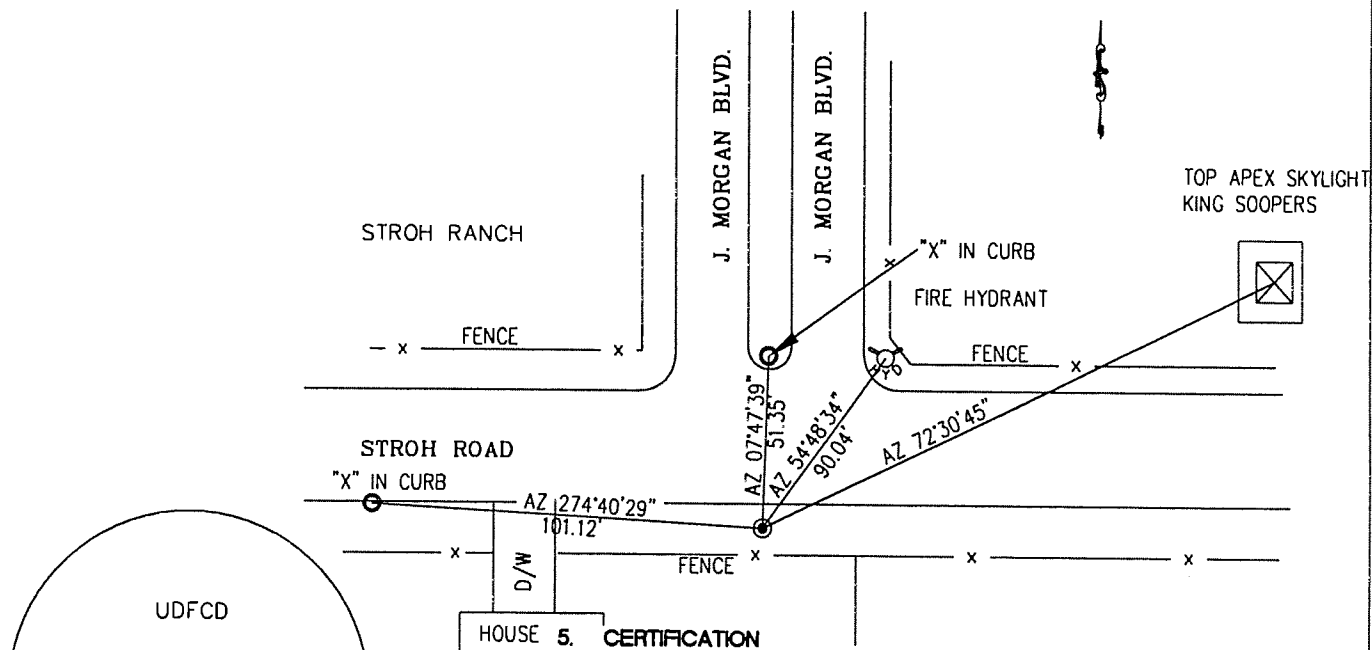 J. MORGAN BLVD.
J. MORGAN BLVD.
TOP APEX SKYLIGHT
KING SOOPERS
STROH RANCH
"X" IN CURB
FIRE HYDRANT
FENCE
FENCE
HYD
AZ 07°47'39"
51.35'
AZ 54°48'34"
90.04'
AZ 72°30'45"
STROH ROAD
"X" IN CURB
AZ 274°40'29"
101.12'
FENCE
D/W
UDFCD
HOUSE 5. CERTIFICATION